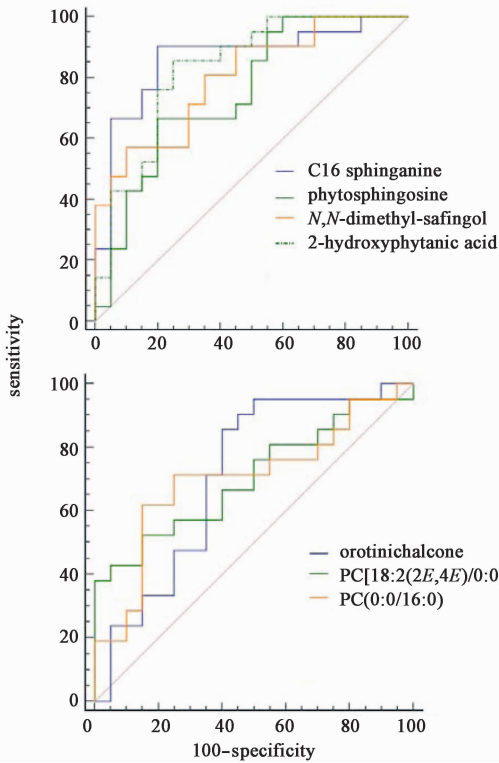 100
80
60
40
20
0
0 20 40 60 80 100
C16 sphinganine
phytosphingosine
N,N-dimethyl-safingol
2-hydroxyphytanic acid
sensitivity
100
80
60
40
20
0
0 20 40 60 80 100
orotinichalcone
PC[18:2(2E,4E)/0:0
PC(0:0/16:0)
100–specificity